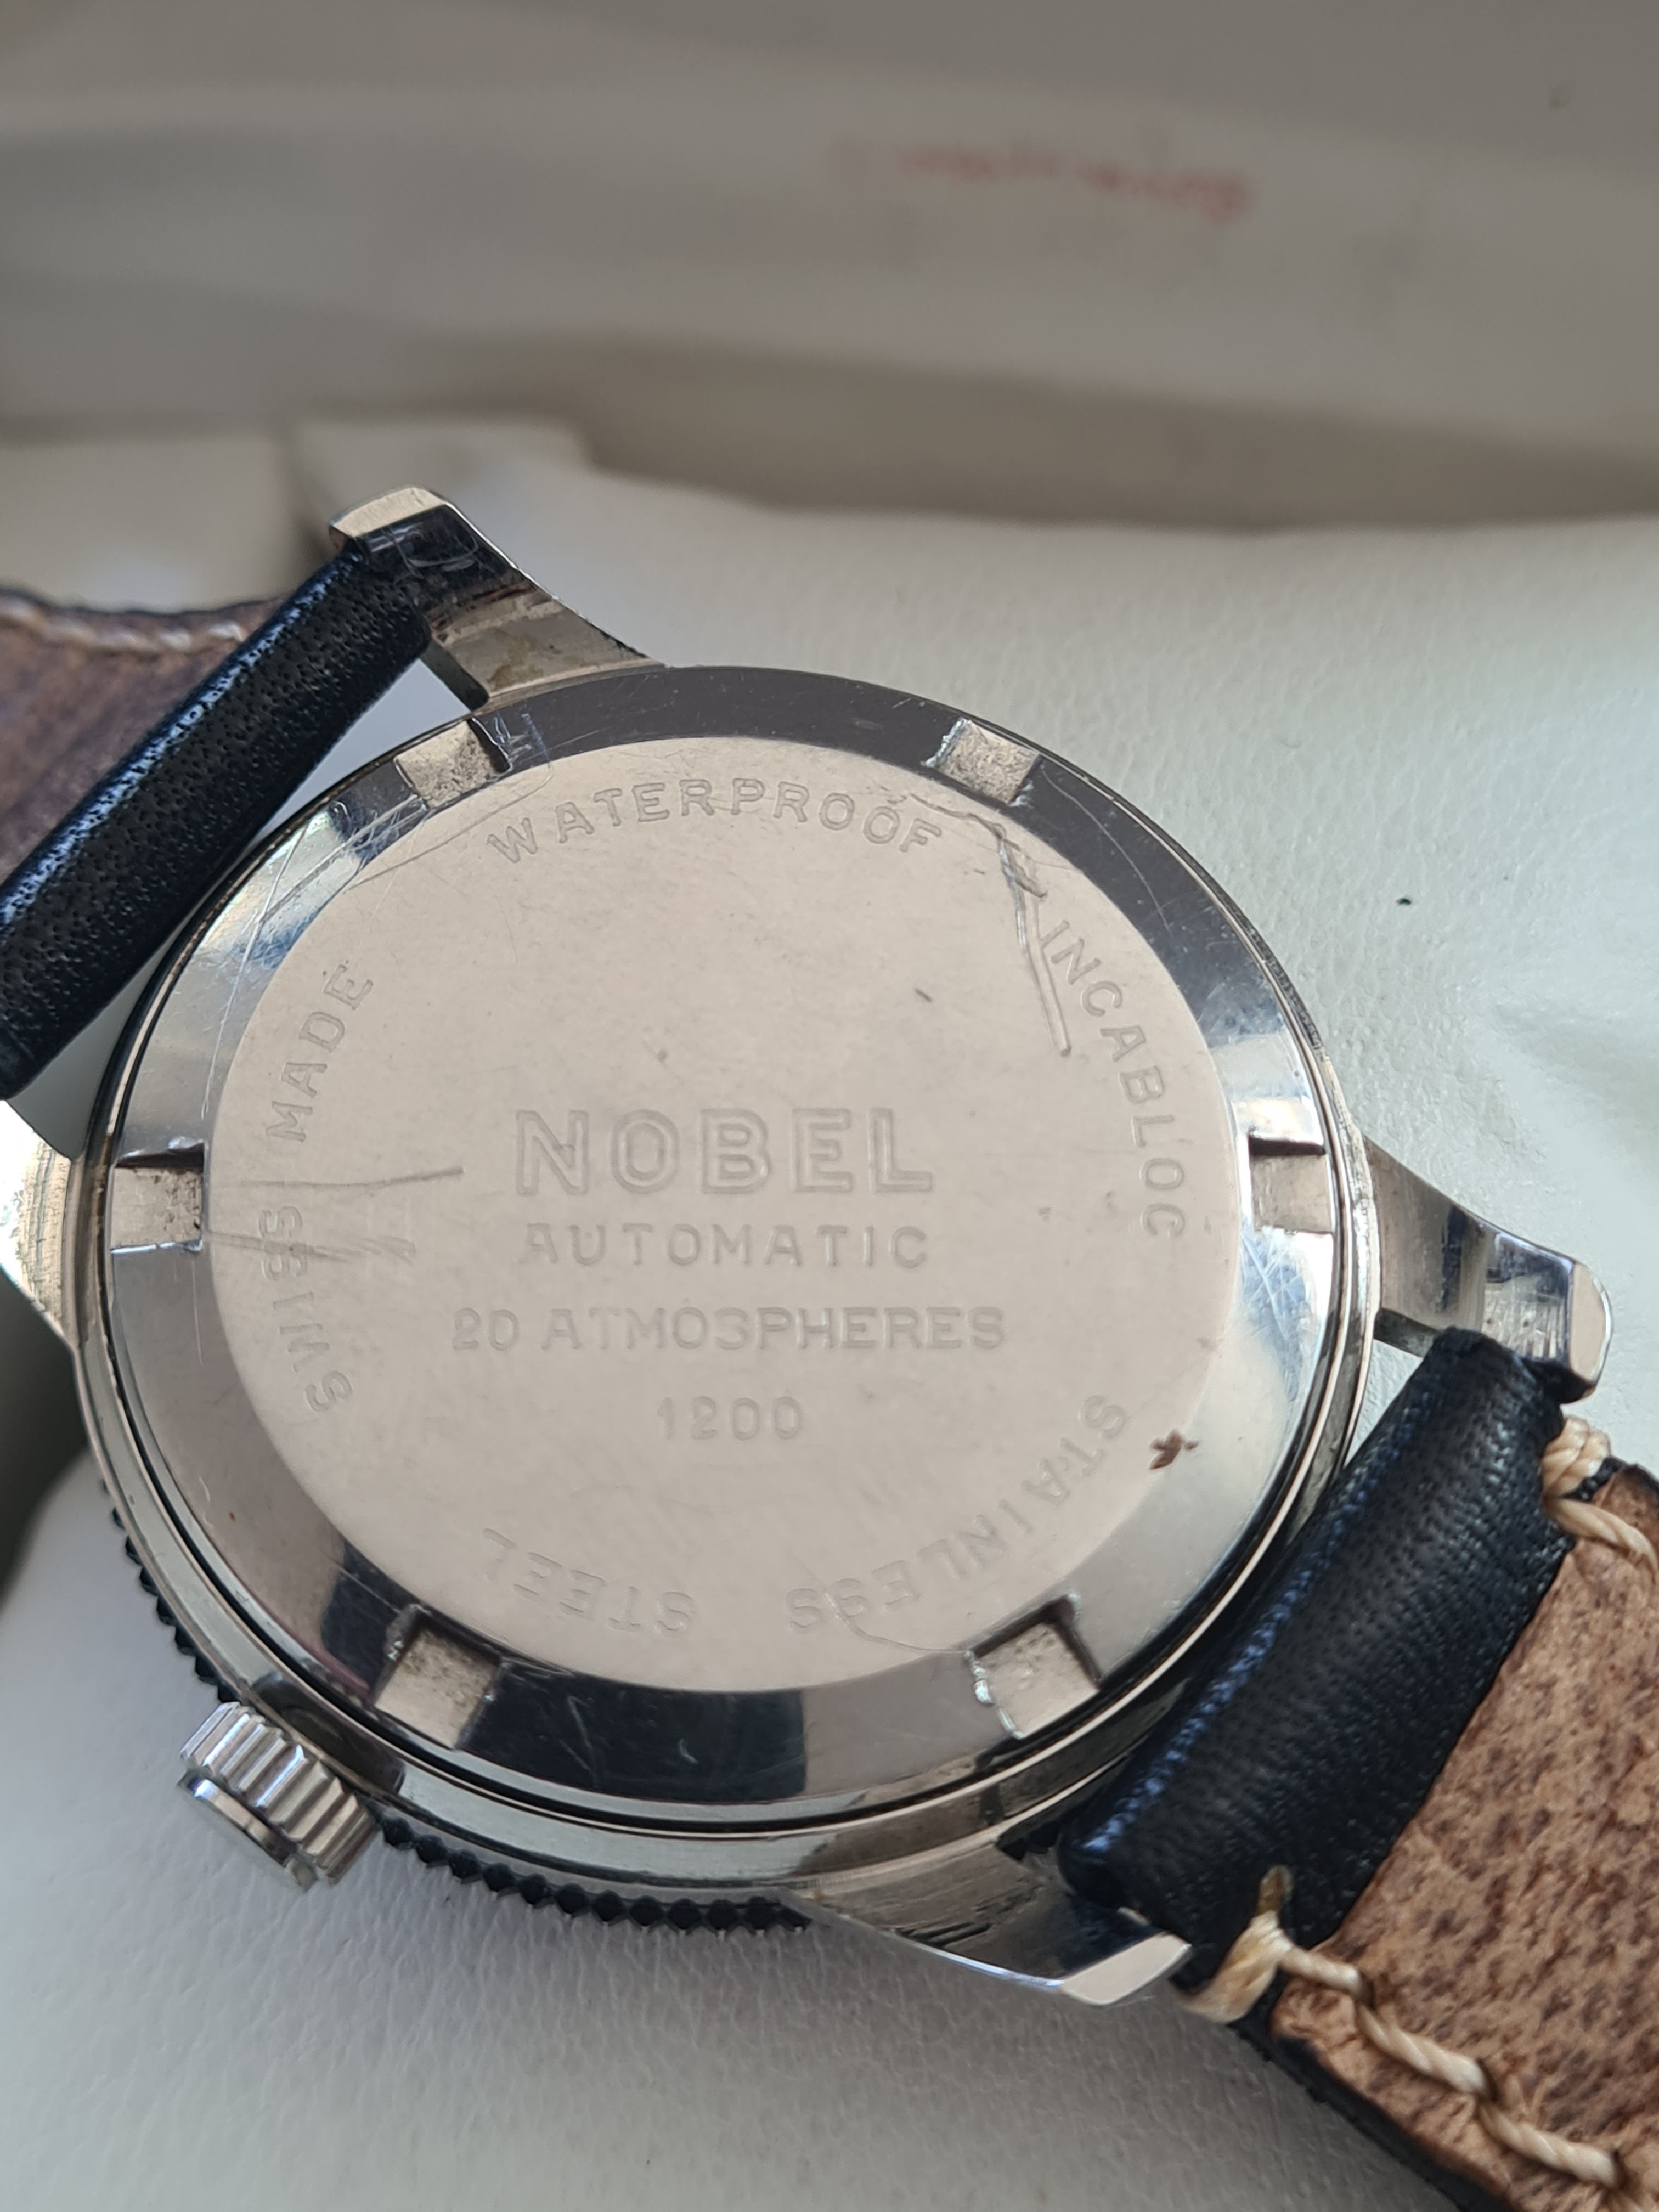 WATERPROOF
INCABLOC
STAINLESS STEEL
SWISS MADE
NOBEL
AUTOMATIC
20 ATMOSPHERES
1200